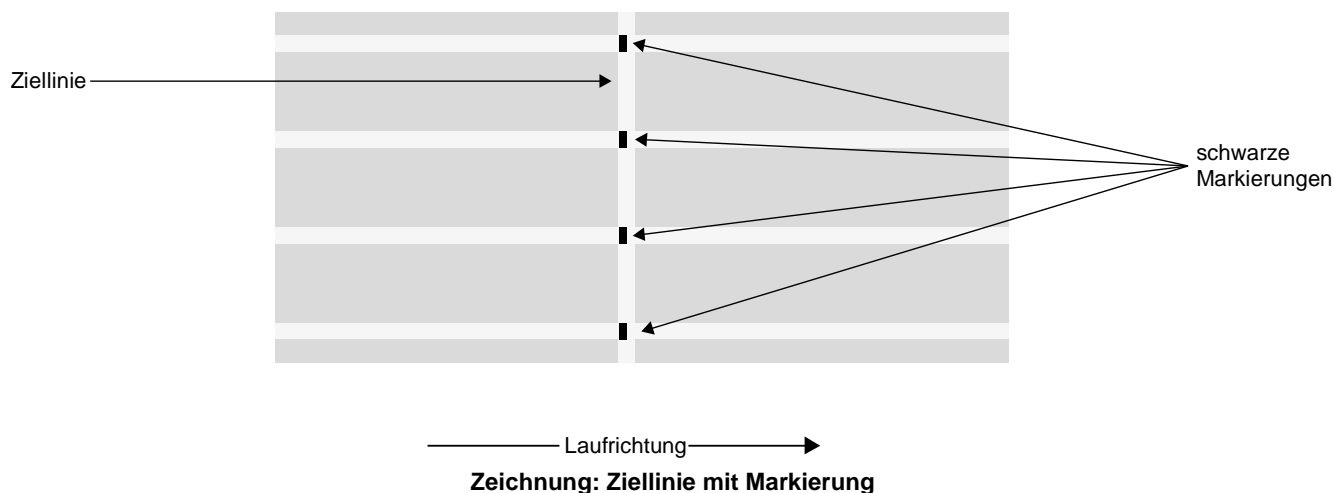 Ziellinie
schwarze
Markierungen
Laufrichtung
Zeichnung: Ziellinie mit Markierung